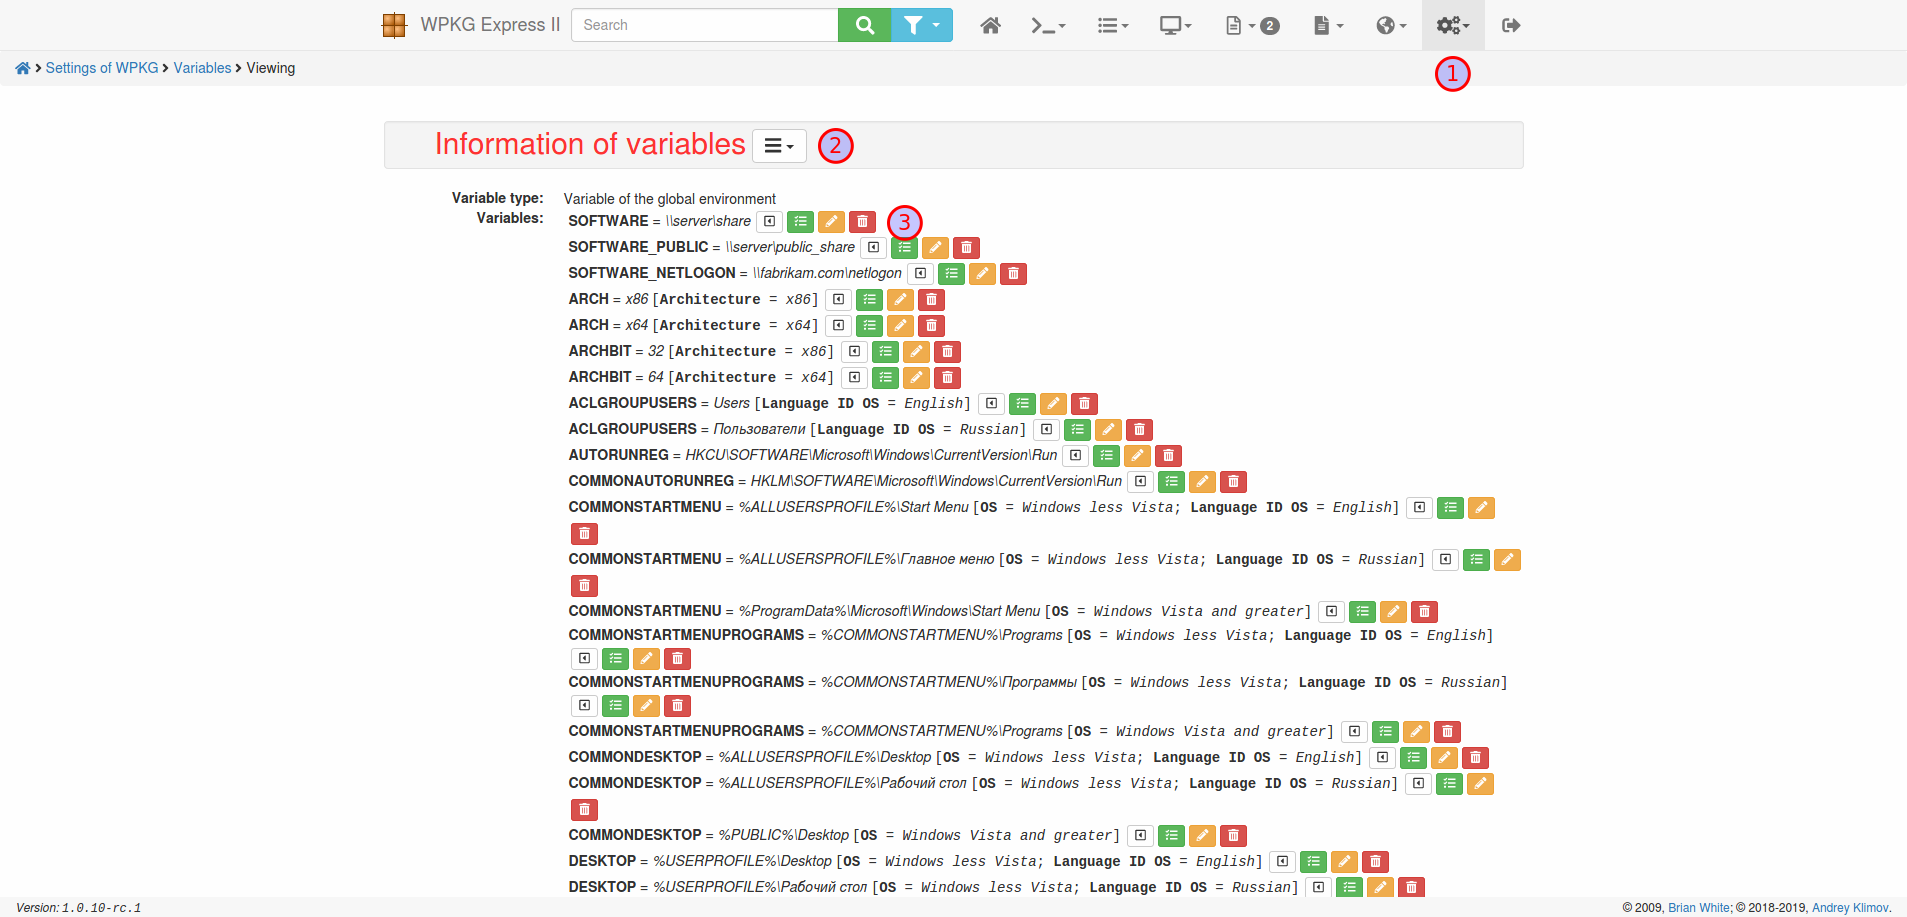 WPKG Express II Search 2
Settings of WPKG Variables Viewing
1
Information of variables 2
Variable type: Variable of the global environment
Variables:
SOFTWARE = \\server\share 3
SOFTWARE_PUBLIC = \\server\public_share
SOFTWARE_NETLOGON = \\fabrikam.com\netlogon
ARCH = x86 [Architecture = x86]
ARCH = x64 [Architecture = x64]
ARCHBIT = 32 [Architecture = x86]
ARCHBIT = 64 [Architecture = x64]
ACLGROUPUSERS = Users [Language ID OS = English]
ACLGROUPUSERS = Пользователи [Language ID OS = Russian]
AUTORUNREG = HKCU\SOFTWARE\Microsoft\Windows\CurrentVersion\Run
COMMONAUTORUNREG = HKLM\SOFTWARE\Microsoft\Windows\CurrentVersion\Run
COMMONSTARTMENU = %ALLUSERSPROFILE%\Start Menu [OS = Windows less Vista; Language ID OS = English]
COMMONSTARTMENU = %ALLUSERSPROFILE%\Главное меню [OS = Windows less Vista; Language ID OS = Russian]
COMMONSTARTMENU = %ProgramData%\Microsoft\Windows\Start Menu [OS = Windows Vista and greater]
COMMONSTARTMENUPROGRAMS = %COMMONSTARTMENU%\Programs [OS = Windows less Vista; Language ID OS = English]
COMMONSTARTMENUPROGRAMS = %COMMONSTARTMENU%\Программы [OS = Windows less Vista; Language ID OS = Russian]
COMMONSTARTMENUPROGRAMS = %COMMONSTARTMENU%\Programs [OS = Windows Vista and greater]
COMMONDESKTOP = %ALLUSERSPROFILE%\Desktop [OS = Windows less Vista; Language ID OS = English]
COMMONDESKTOP = %ALLUSERSPROFILE%\Рабочий стол [OS = Windows less Vista; Language ID OS = Russian]
COMMONDESKTOP = %PUBLIC%\Desktop [OS = Windows Vista and greater]
DESKTOP = %USERPROFILE%\Desktop [OS = Windows less Vista; Language ID OS = English]
DESKTOP = %USERPROFILE%\Рабочий стол [OS = Windows less Vista; Language ID OS = Russian]
Version: 1.0.10-rc.1 © 2009, Brian White; © 2018-2019, Andrey Klimov.